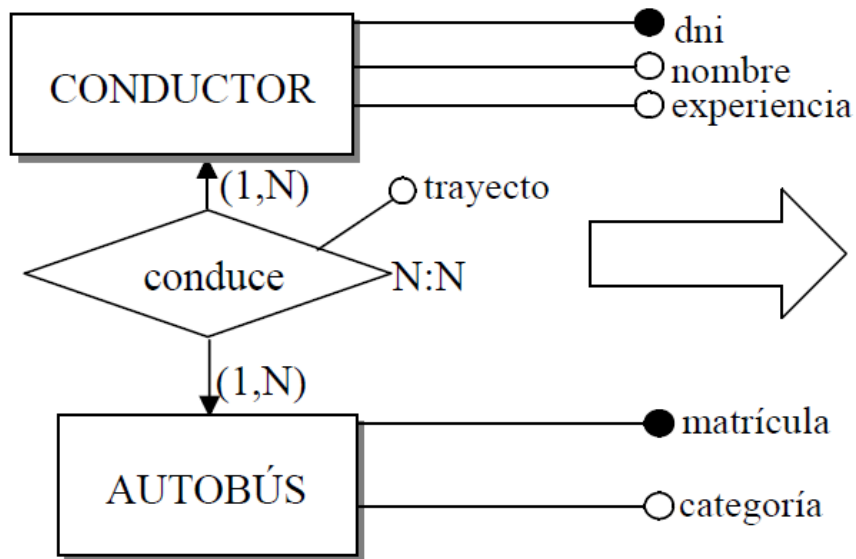 dni
CONDUCTOR
nombre
experiencia
(1,N)
trayecto
conduce
N:N
(1,N)
matrícula
AUTOBÚS
categoría